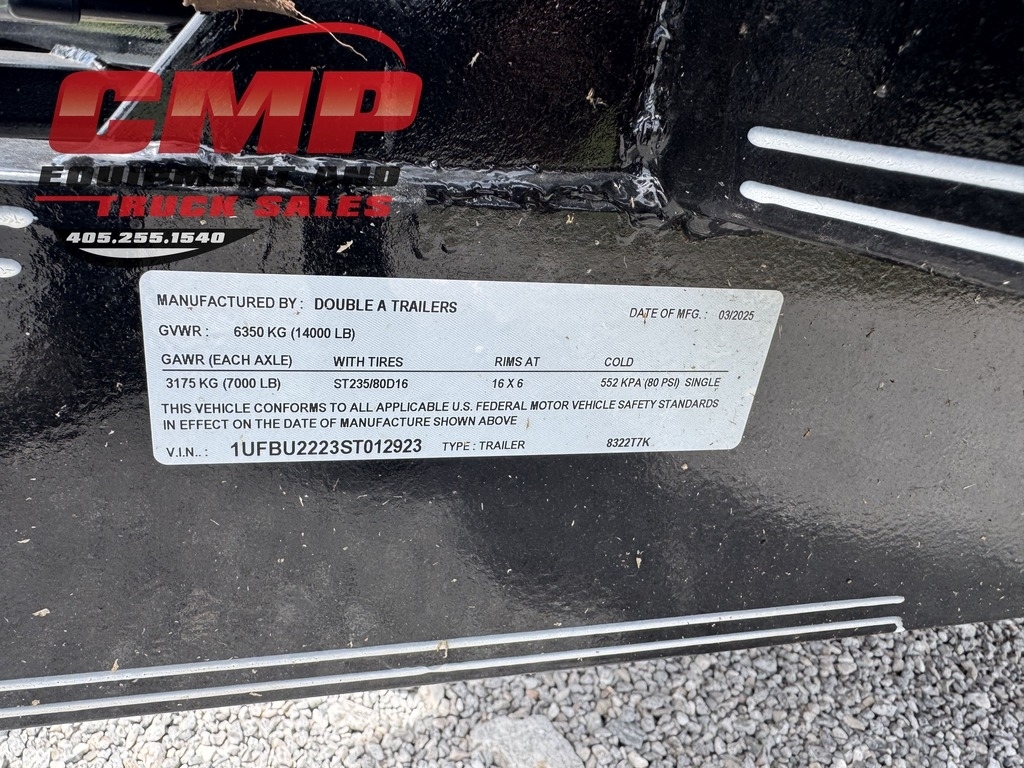 CMP
EQUIPMENT AND
TRUCK SALES
405.255.1540
MANUFACTURED BY : DOUBLE A TRAILERS DATE OF MFG. : 03/2025
GVWR : 6350 KG (14000 LB)
GAWR (EACH AXLE) WITH TIRES RIMS AT COLD
3175 KG (7000 LB) ST235/80D16 16 X 6 552 KPA (80 PSI) SINGLE
THIS VEHICLE CONFORMS TO ALL APPLICABLE U.S. FEDERAL MOTOR VEHICLE SAFETY STANDARDS
IN EFFECT ON THE DATE OF MANUFACTURE SHOWN ABOVE
V.I.N.. : 1UFBU2223ST012923 TYPE : TRAILER 8322T7K